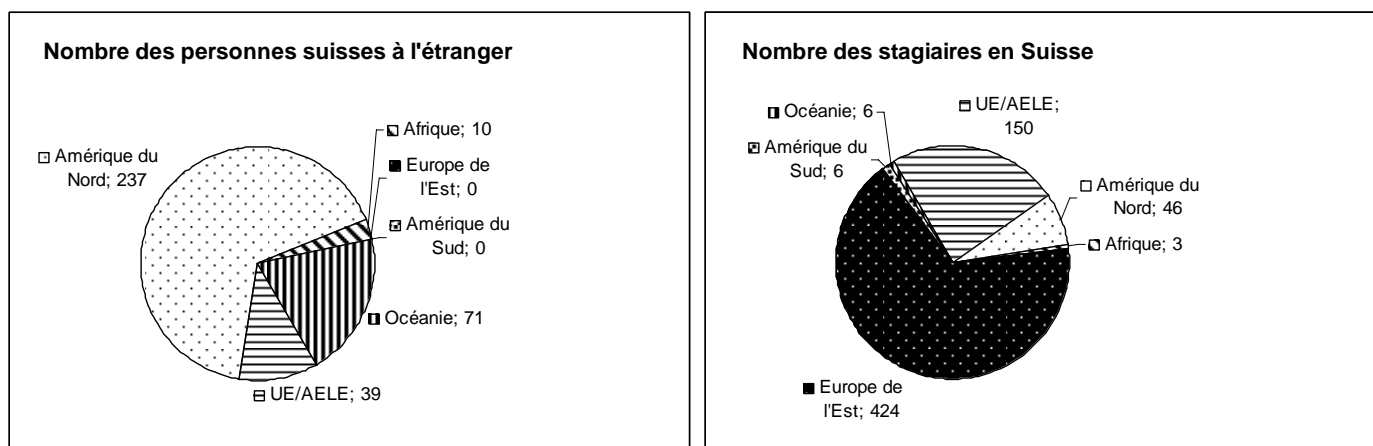 Nombre des personnes suisses à l'étranger
Amérique du
Nord; 237
Afrique; 10
Europe de
l'Est; 0
Amérique du
Sud; 0
Océanie; 71
UE/AELE; 39
Nombre des stagiaires en Suisse
Océanie; 6
UE/AELE;
150
Amérique du
Sud; 6
Amérique du
Nord; 46
Afrique; 3
Europe de
l'Est; 424